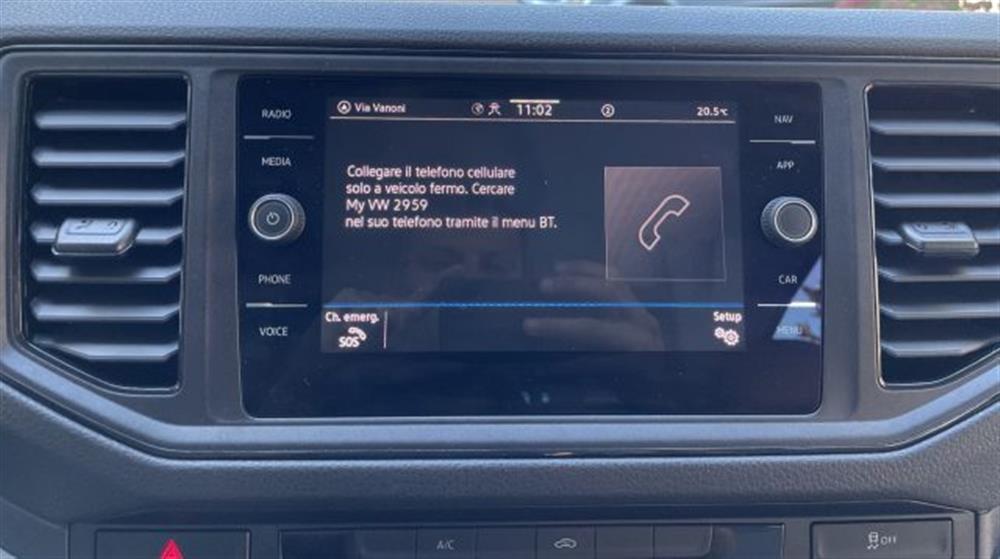 RADIO
MEDIA
PHONE
VOICE
Via Vanoni
11:02
2
20.5°C
Collegare il telefono cellulare
solo a veicolo fermo. Cercare
My VW 2959
nel suo telefono tramite il menu BT.
Ch. emerg.
SOS
Setup
NAV
APP
CAR
MENU
A/C
OFF